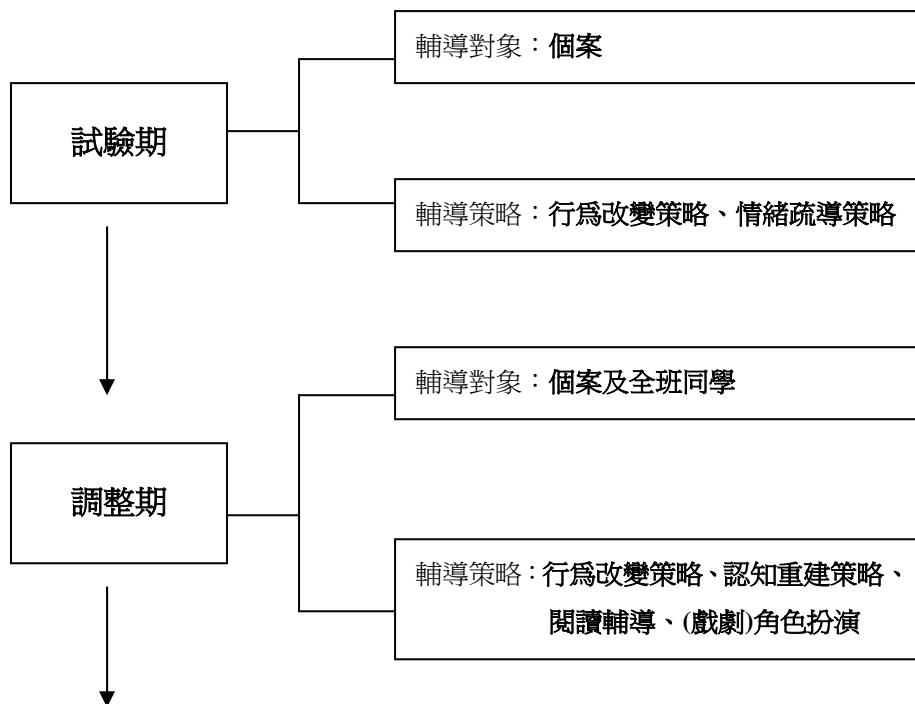 輔導對象：個案
試驗期
輔導策略：行為改變策略、情緒疏導策略
輔導對象：個案及全班同學
調整期
輔導策略：行為改變策略、認知重建策略、
閱讀輔導、(戲劇)角色扮演